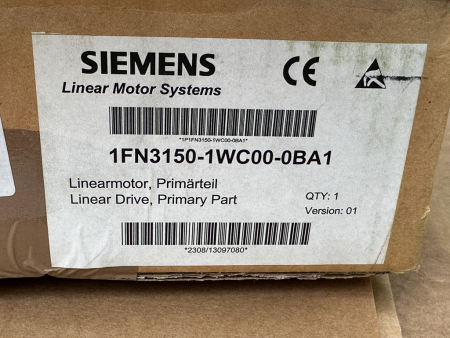 SIEMENS CE
Linear Motor Systems
*1P1FN3150-1WC00-0BA1*
1FN3150-1WC00-0BA1
Linearmotor, Primärteil
Linear Drive, Primary Part
QTY: 1
Version: 01
*2308/13097080*